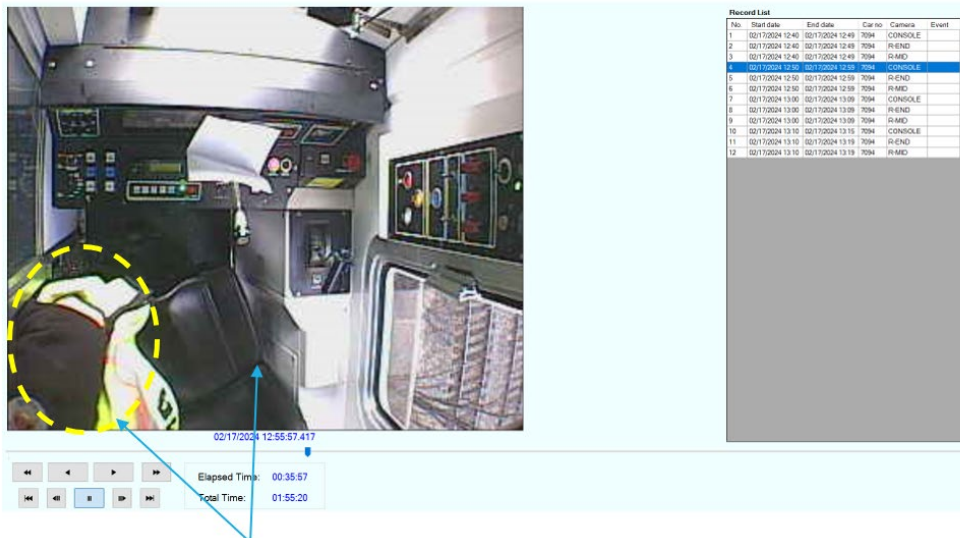 Record List
No. Start date End date Car no Camera Event
1 02/17/2024 12:40 02/17/2024 12:49 7094 CONSOLE
2 02/17/2024 12:40 02/17/2024 12:49 7094 R-END
3 02/17/2024 12:40 02/17/2024 12:49 7094 R-MID
4 02/17/2024 12:50 02/17/2024 12:59 7094 CONSOLE
5 02/17/2024 12:50 02/17/2024 12:59 7094 R-END
6 02/17/2024 12:50 02/17/2024 12:59 7094 R-MID
7 02/17/2024 13:00 02/17/2024 13:09 7094 CONSOLE
8 02/17/2024 13:00 02/17/2024 13:09 7094 R-END
9 02/17/2024 13:00 02/17/2024 13:09 7094 R-MID
10 02/17/2024 13:10 02/17/2024 13:15 7094 CONSOLE
11 02/17/2024 13:10 02/17/2024 13:19 7094 R-END
12 02/17/2024 13:10 02/17/2024 13:19 7094 R-MID
02/17/2024 12:55:57.417
Elapsed Time: 00:35:57
Total Time: 01:55:20